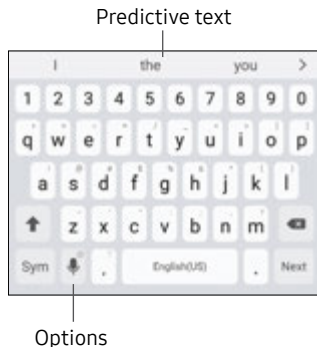 Predictive text
I the you >
1 2 3 4 5 6 7 8 9 0
q w e r t y u i o p
a s d f g h j k l
z x c v b n m
Sym , English(US) . Next
Options